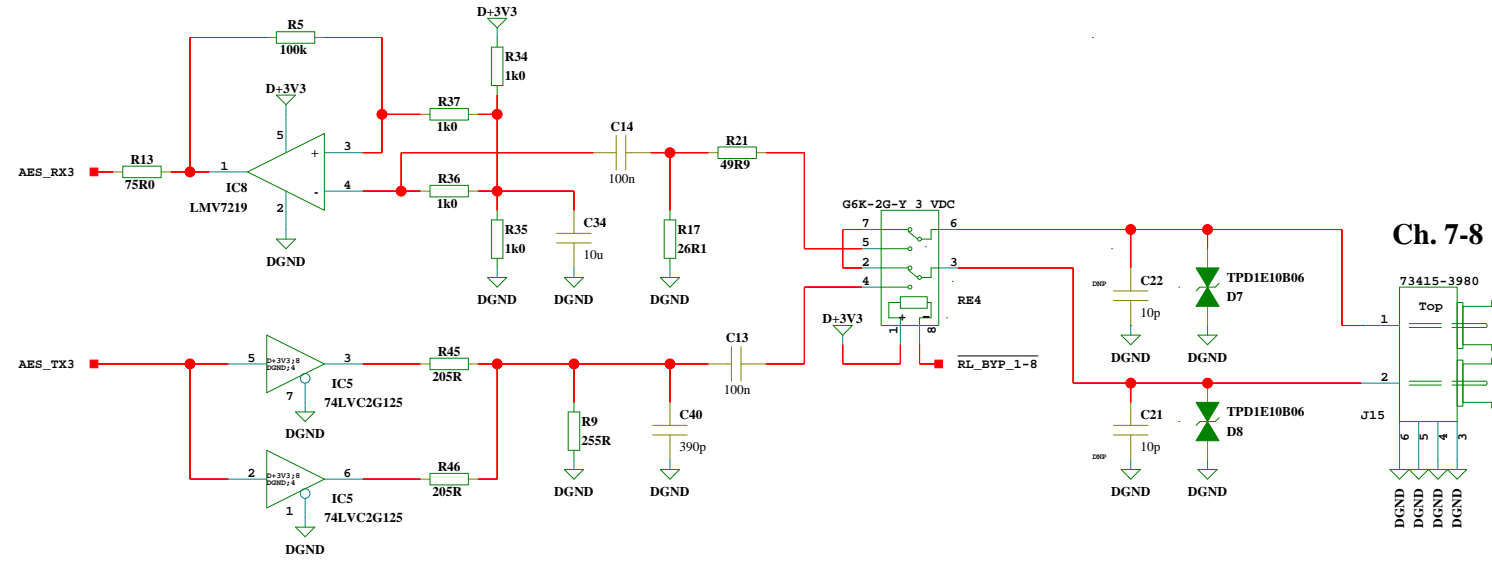 R5
100k
D+3V3
R34
1k0
D+3V3
R37
1k0
5
3
+
1
R13
75R0
AES_RX3
IC8
LMV7219
4
-
2
DGND
R36
1k0
R35
1k0
DGND
C34
10u
DGND
C14
100n
R21
49R9
R17
26R1
DGND
G6K-2G-Y 3 VDC
7
6
5
2
3
4
RE4
+
-
1
8
D+3V3
RL_BYP_1-8
Ch. 7-8
DNP
C22
10p
DGND
TPD1E10B06
D7
DGND
73415-3980
Top
1
2
J15
6
5
4
3
DGND
DGND
DGND
DGND
C21
10p
DNP
DGND
TPD1E10B06
D8
DGND
AES_TX3
5
D+3V3;8
DGND;4
3
7
IC5
74LVC2G125
DGND
R45
205R
2
D+3V3;8
DGND;4
6
1
IC5
74LVC2G125
DGND
R46
205R
R9
255R
DGND
C40
390p
DGND
C13
100n